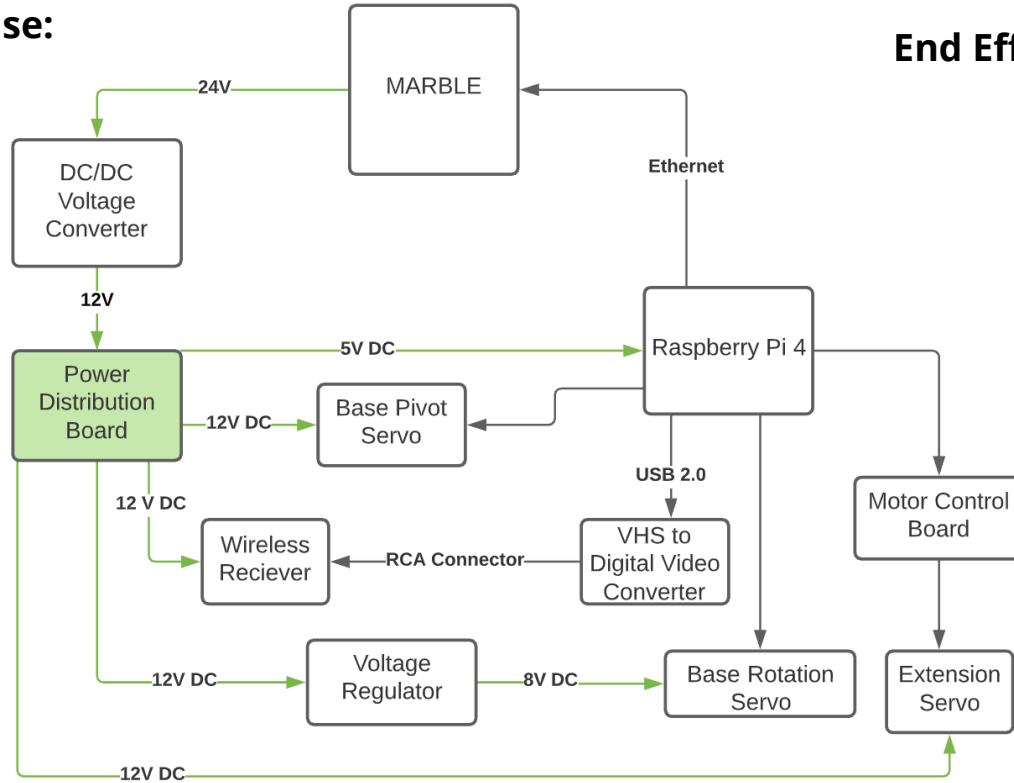 se:
End Eff
24V
MARBLE
Ethernet
DC/DC
Voltage
Converter
12V
5V DC
Raspberry Pi 4
Power
Distribution
Board
12V DC
Base Pivot
Servo
USB 2.0
12 V DC
Motor Control
Board
Wireless
Reciever
RCA Connector
VHS to
Digital Video
Converter
12V DC
Voltage
Regulator
8V DC
Base Rotation
Servo
Extension
Servo
12V DC